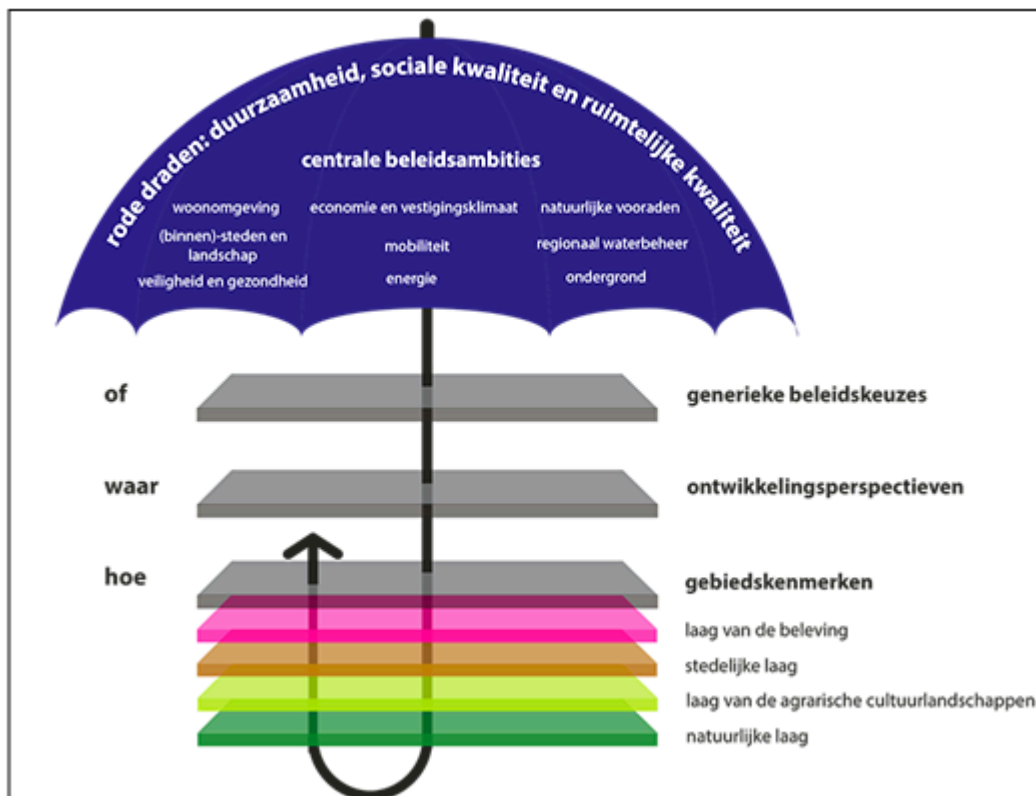 rode draden: duurzaamheid, sociale kwaliteit en ruimtelijke kwaliteit
centrale beleidsambities
woonomgeving
economie en vestigingsklimaat
natuurlijke vooraden
(binnen)-steden en
landschap
mobiliteit
regionaal waterbeheer
veiligheid en gezondheid
energie
ondergrond
of
generieke beleidskeuzes
waar
ontwikkelingsperspectieven
hoe
gebiedskenmerken
laag van de beleving
stedelijke laag
laag van de agrarische cultuurlandschappen
natuurlijke laag